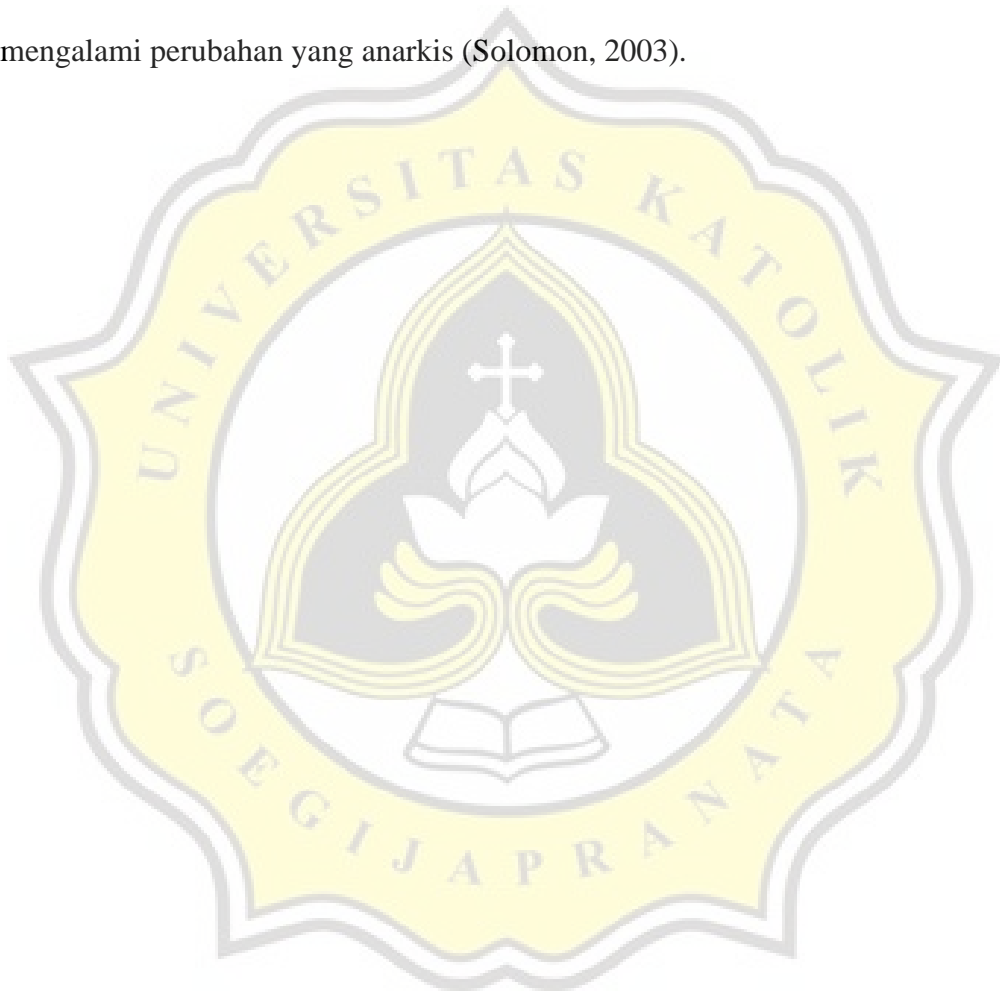 mengalami perubahan yang anarkis (Solomon, 2003).
UNIVERSITAS KATOLIK
SOEGIJAPRANATA